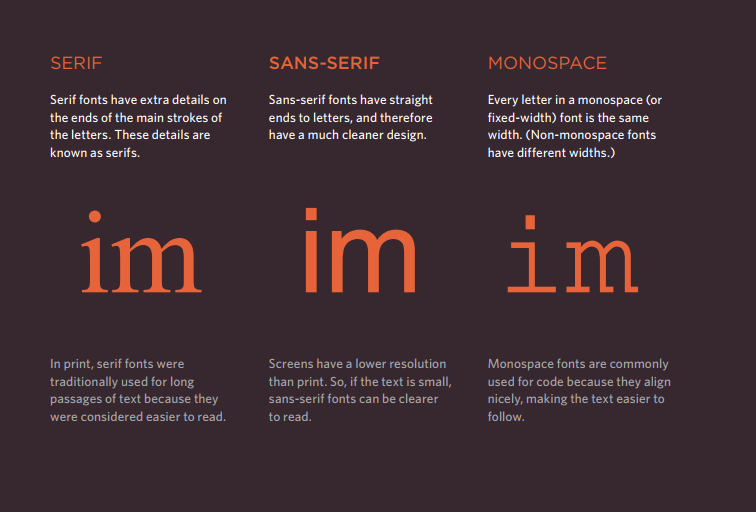 SERIF
Serif fonts have extra details on
the ends of the main strokes of
the letters. These details are
known as serifs.
im
In print, serif fonts were
traditionally used for long
passages of text because they
were considered easier to read.
SANS-SERIF
Sans-serif fonts have straight
ends to letters, and therefore
have a much cleaner design.
im
Screens have a lower resolution
than print. So, if the text is small,
sans-serif fonts can be clearer
to read.
MONOSPACE
Every letter in a monospace (or
fixed-width) font is the same
width. (Non-monospace fonts
have different widths.)
im
Monospace fonts are commonly
used for code because they align
nicely, making the text easier to
follow.